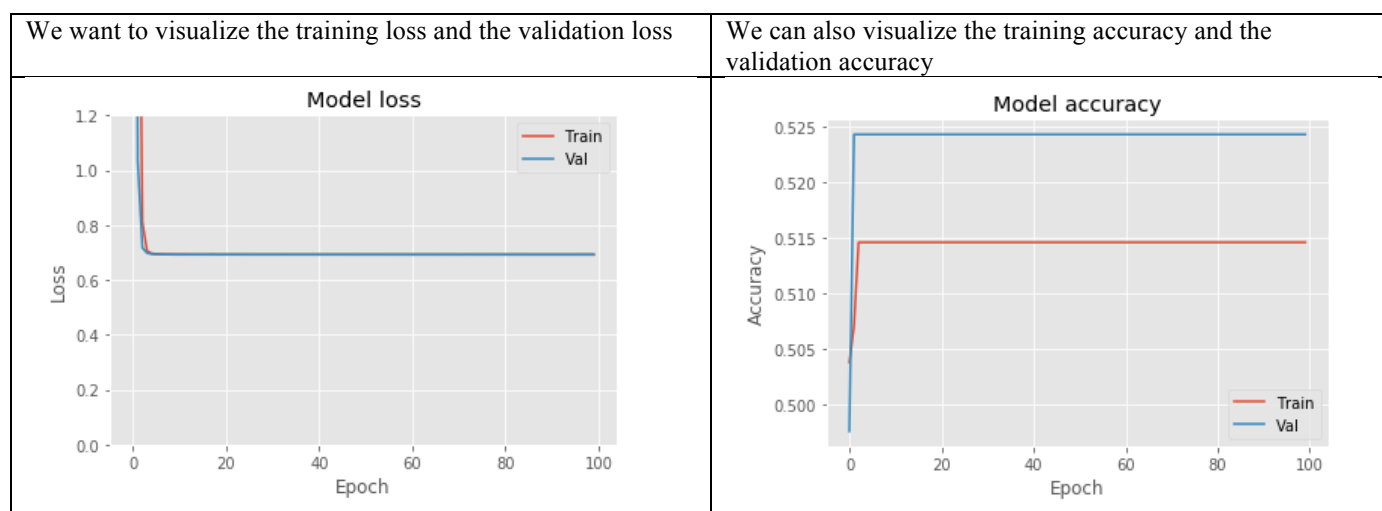 We want to visualize the training loss and the validation loss
We can also visualize the training accuracy and the
validation accuracy
Model loss
1.2
1.0
0.8
0.6
0.4
0.2
0.0
Loss
Train
Val
0 20 40 60 80 100
Epoch
Model accuracy
0.525
0.520
0.515
0.510
0.505
0.500
Accuracy
Train
Val
0 20 40 60 80 100
Epoch